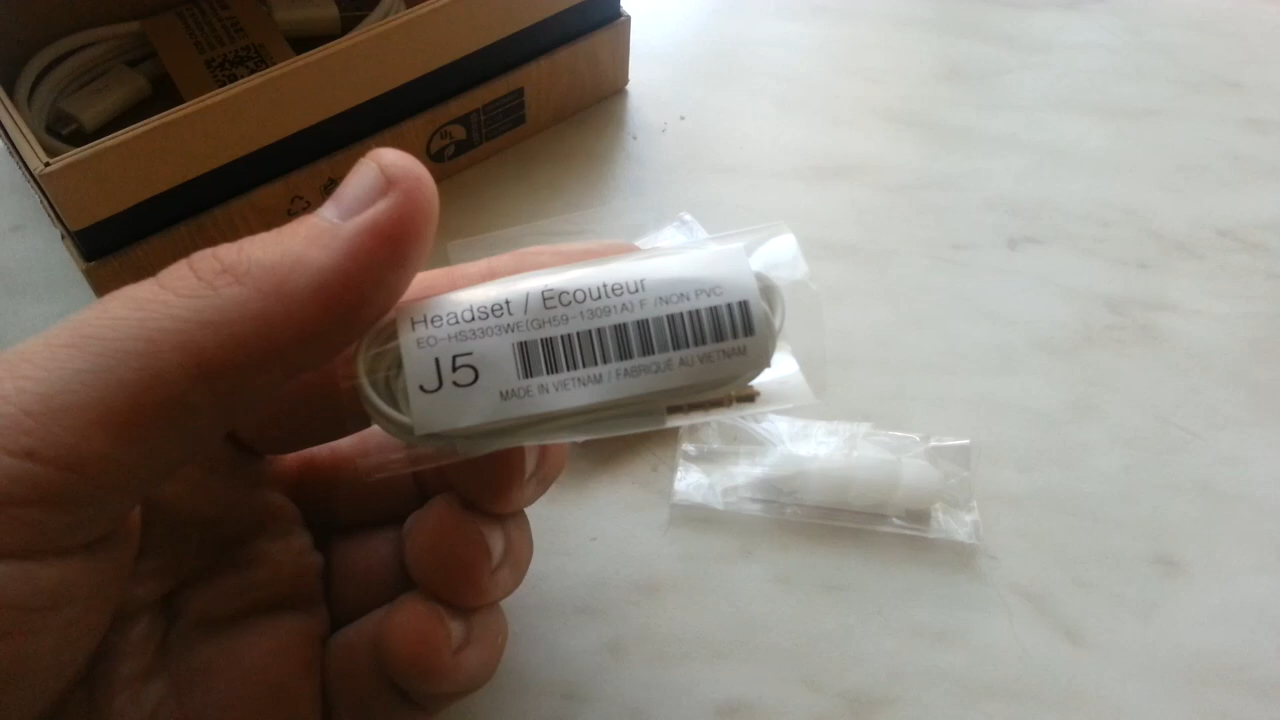 Headset / Écouteur
EO-HS3303WE(GH59-13091A) F /NON PVC
J5
MADE IN VIETNAM / FABRIQUÉ AU VIETNAM